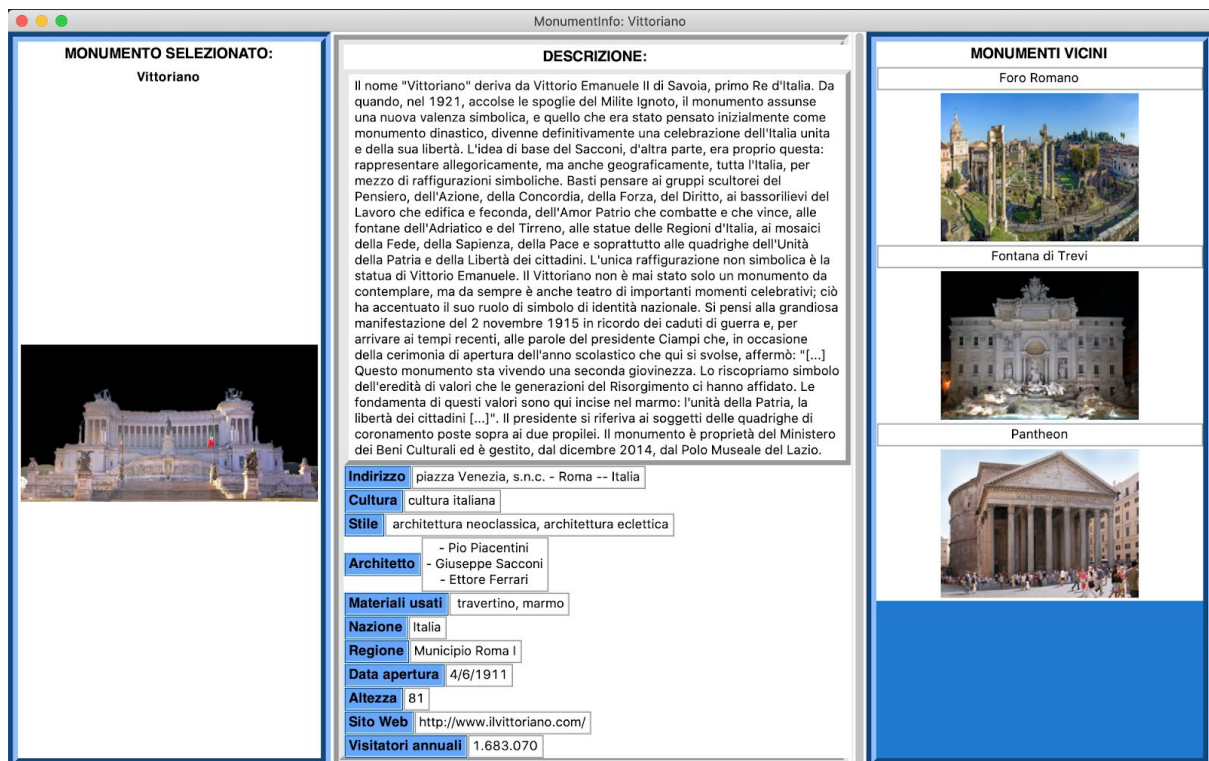 MonumentInfo: Vittoriano
MONUMENTO SELEZIONATO:
Vittoriano
DESCRIZIONE:
Il nome "Vittoriano" deriva da Vittorio Emanuele II di Savoia, primo Re d'Italia. Da
quando, nel 1921, accolse le spoglie del Milite Ignoto, il monumento assunse
una nuova valenza simbolica, e quello che era stato pensato inizialmente come
monumento dinastico, divenne definitivamente una celebrazione dell'Italia unita
e della sua libertà. L'idea di base del Sacconi, d'altra parte, era proprio questa:
rappresentare allegoricamente, ma anche geograficamente, tutta l'Italia, per
mezzo di raffigurazioni simboliche. Basti pensare ai gruppi scultorei del
Pensiero, dell'Azione, della Concordia, della Forza, del Diritto, ai bassorilievi del
Lavoro che edifica e feconda, dell'Amor Patrio che combatte e che vince, alle
fontane dell'Adriatico e del Tirreno, alle statue delle Regioni d'Italia, ai mosaici
della Fede, della Sapienza, della Pace e soprattutto alle quadrighe dell'Unità
della Patria e della Libertà dei cittadini. L'unica raffigurazione non simbolica è la
statua di Vittorio Emanuele. Il Vittoriano non è mai stato solo un monumento da
contemplare, ma da sempre è anche teatro di importanti momenti celebrativi; ciò
ha accentuato il suo ruolo di simbolo di identità nazionale. Si pensi alla grandiosa
manifestazione del 2 novembre 1915 in ricordo dei caduti di guerra e, per
arrivare ai tempi recenti, alle parole del presidente Ciampi che, in occasione
della cerimonia di apertura dell'anno scolastico che qui si svolse, affermò: "[...]
Questo monumento sta vivendo una seconda giovinezza. Lo riscopriamo simbolo
dell'eredità di valori che le generazioni del Risorgimento ci hanno affidato. Le
fondamenta di questi valori sono qui incise nel marmo: l'unità della Patria, la
libertà dei cittadini [...]". Il presidente si riferiva ai soggetti delle quadrighe di
coronamento poste sopra ai due propilei. Il monumento è proprietà del Ministero
dei Beni Culturali ed è gestito, dal dicembre 2014, dal Polo Museale del Lazio.
Indirizzo piazza Venezia, s.n.c. - Roma -- Italia
Cultura cultura italiana
Stile architettura neoclassica, architettura eclettica
Architetto - Pio Piacentini
- Giuseppe Sacconi
- Ettore Ferrari
Materiali usati travertino, marmo
Nazione Italia
Regione Municipio Roma I
Data apertura 4/6/1911
Altezza 81
Sito Web http://www.ilvittoriano.com/
Visitatori annuali 1.683.070
MONUMENTI VICINI
Foro Romano
Fontana di Trevi
Pantheon